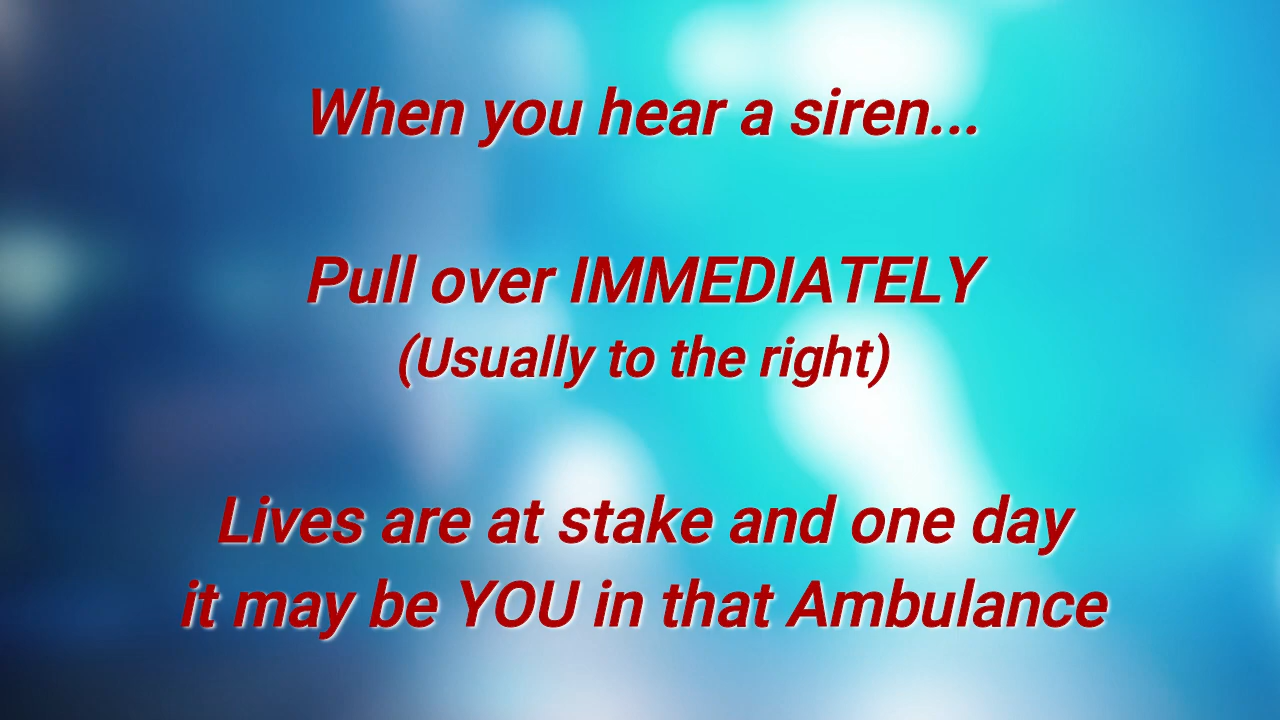 When you hear a siren...
Pull over IMMEDIATELY
(Usually to the right)
Lives are at stake and one day
it may be YOU in that Ambulance